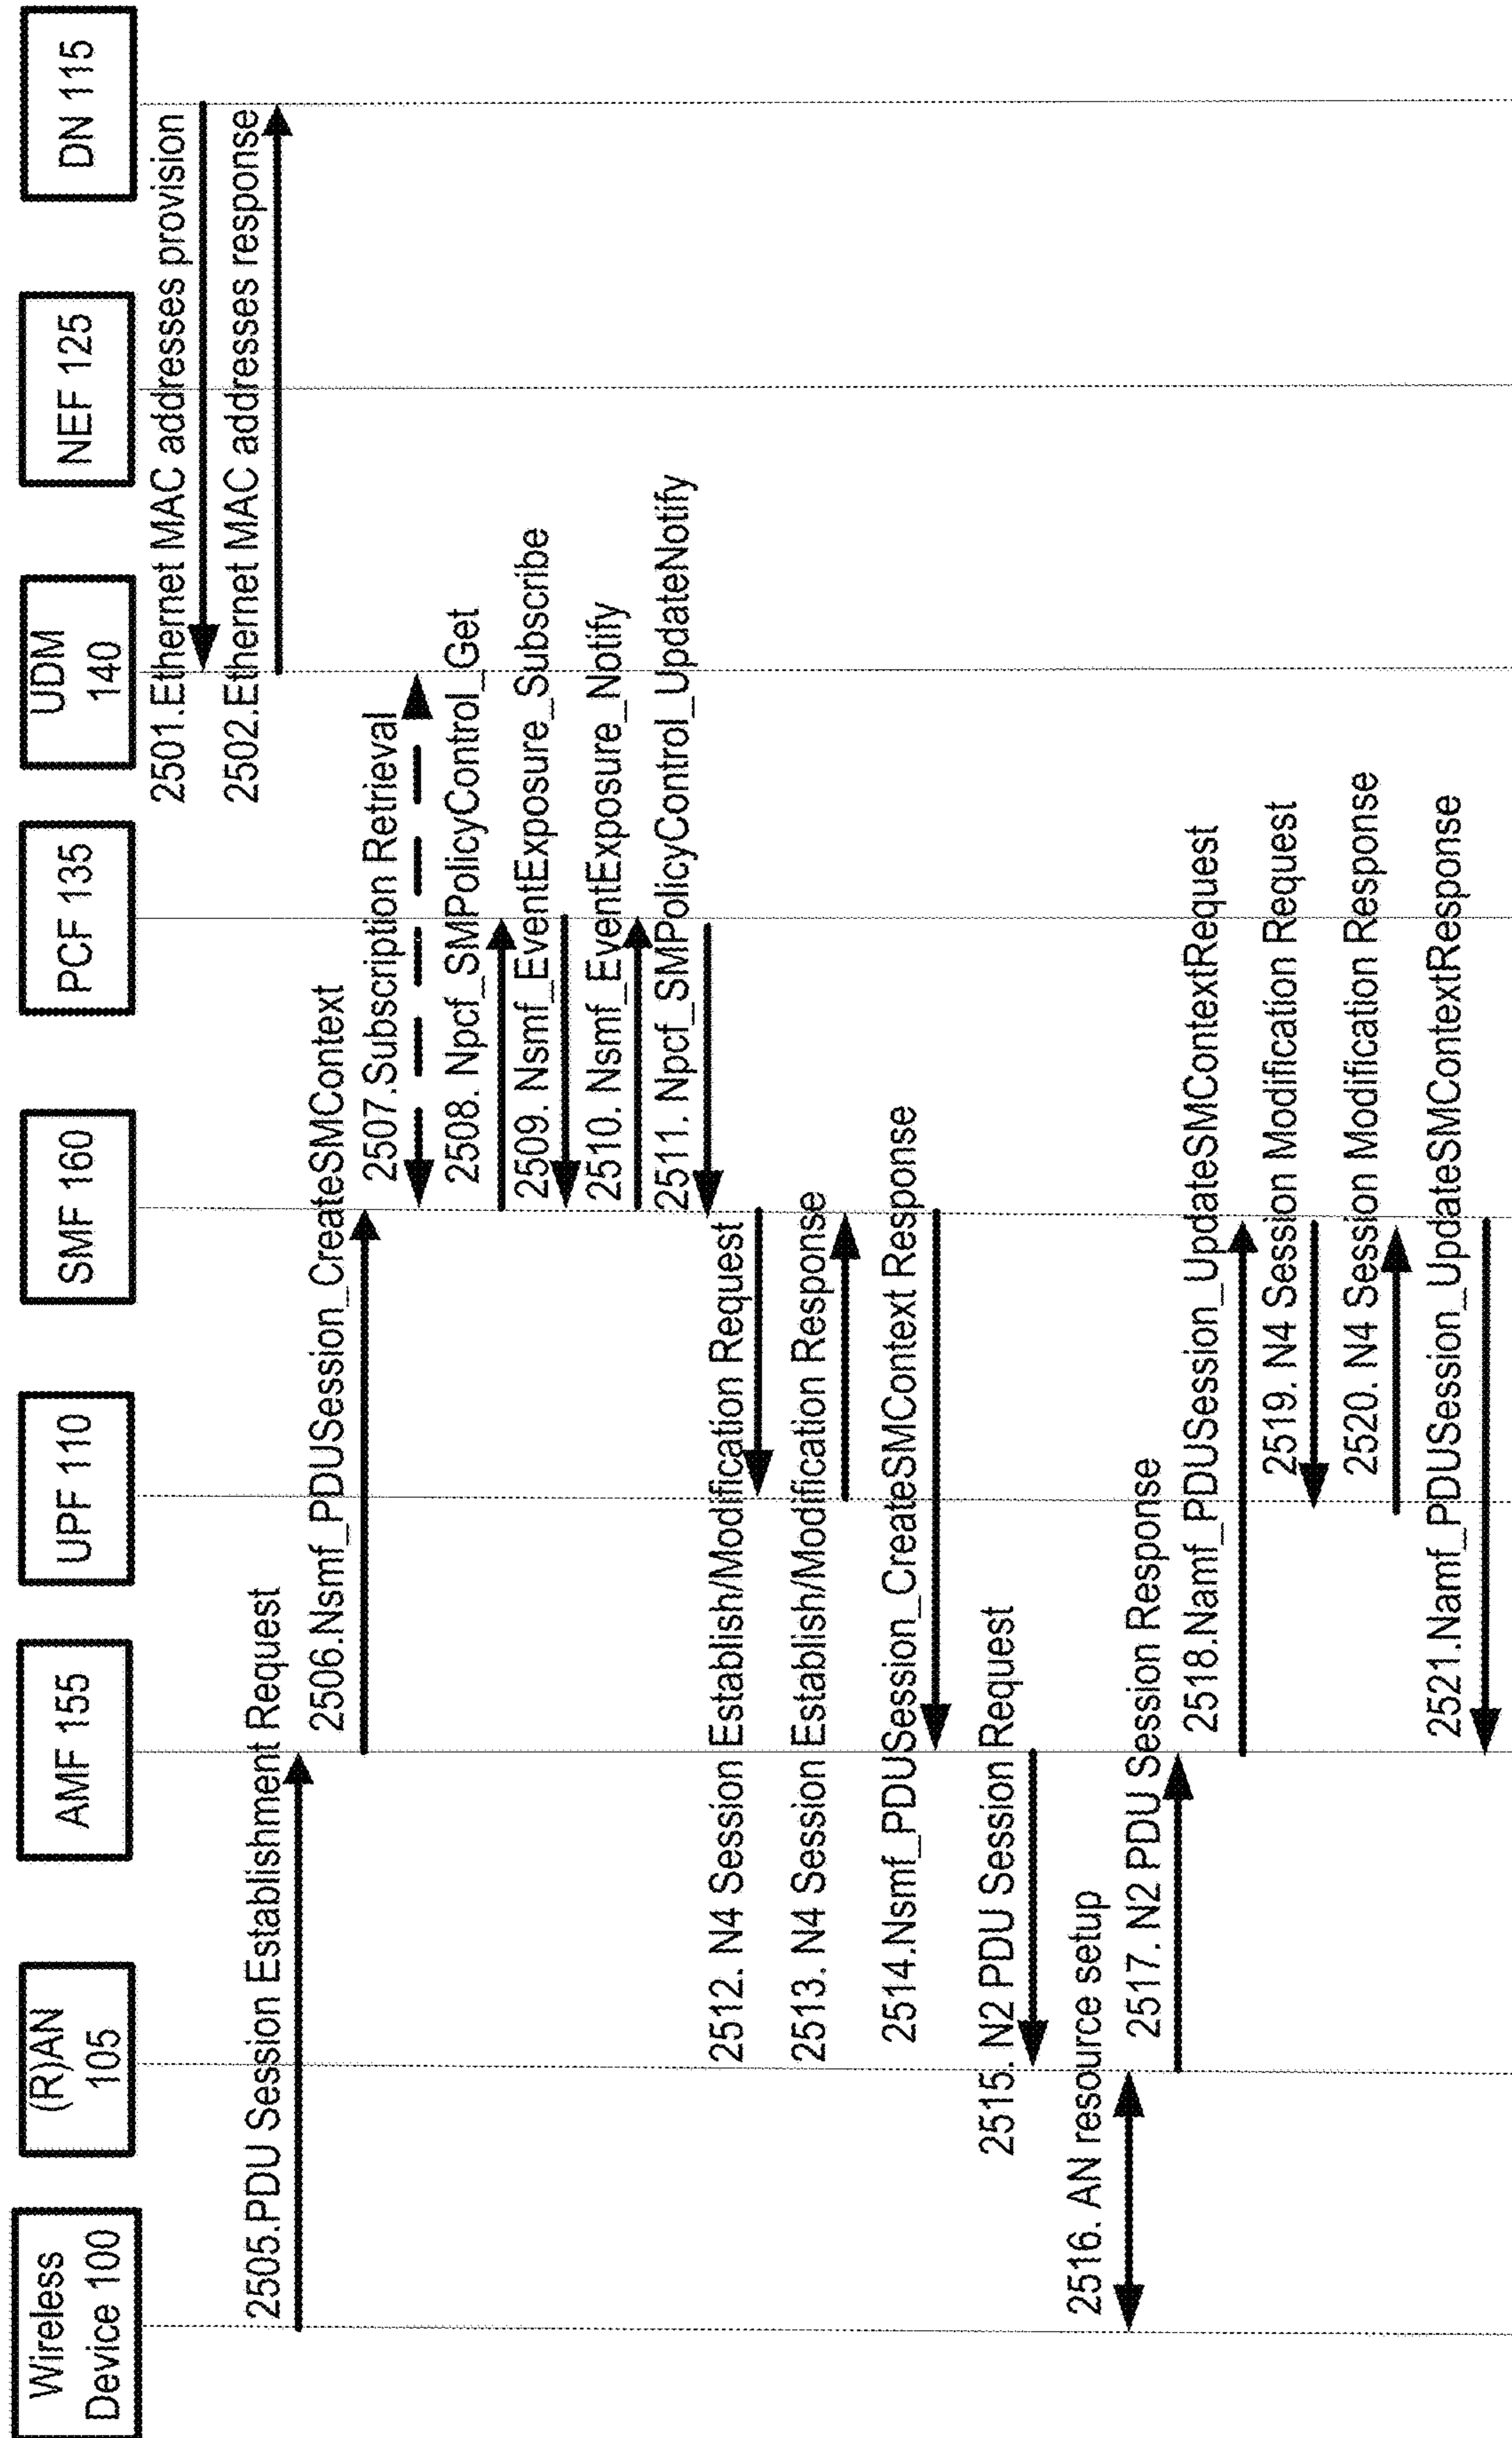 Wireless
Device 100
(R)AN
105
AMF 155
UPF 110
SMF 160
PCF 135
UDM
140
NEF 125
DN 115
2501.Ethernet MAC addresses provision
2502.Ethernet MAC addresses response
2505.PDU Session Establishment Request
2506.Nsmf_PDUSession_CreateSMContext
2507.Subscription Retrieval
2508. Npcf_SMPolicyControl_Get
2509. Nsmf_EventExposure_Subscribe
2510. Nsmf_EventExposure_Notify
2511. Npcf_SMPolicyControl_UpdateNotify
2512. N4 Session Establish/Modification Request
2513. N4 Session Establish/Modification Response
2514.Nsmf_PDUSession_CreateSMContext Response
2515. N2 PDU Session Request
2516. AN resource setup
2517. N2 PDU Session Response
2518.Namf_PDUSession_UpdateSMContextRequest
2519. N4 Session Modification Request
2520. N4 Session Modification Response
2521.Namf_PDUSession_UpdateSMContextResponse